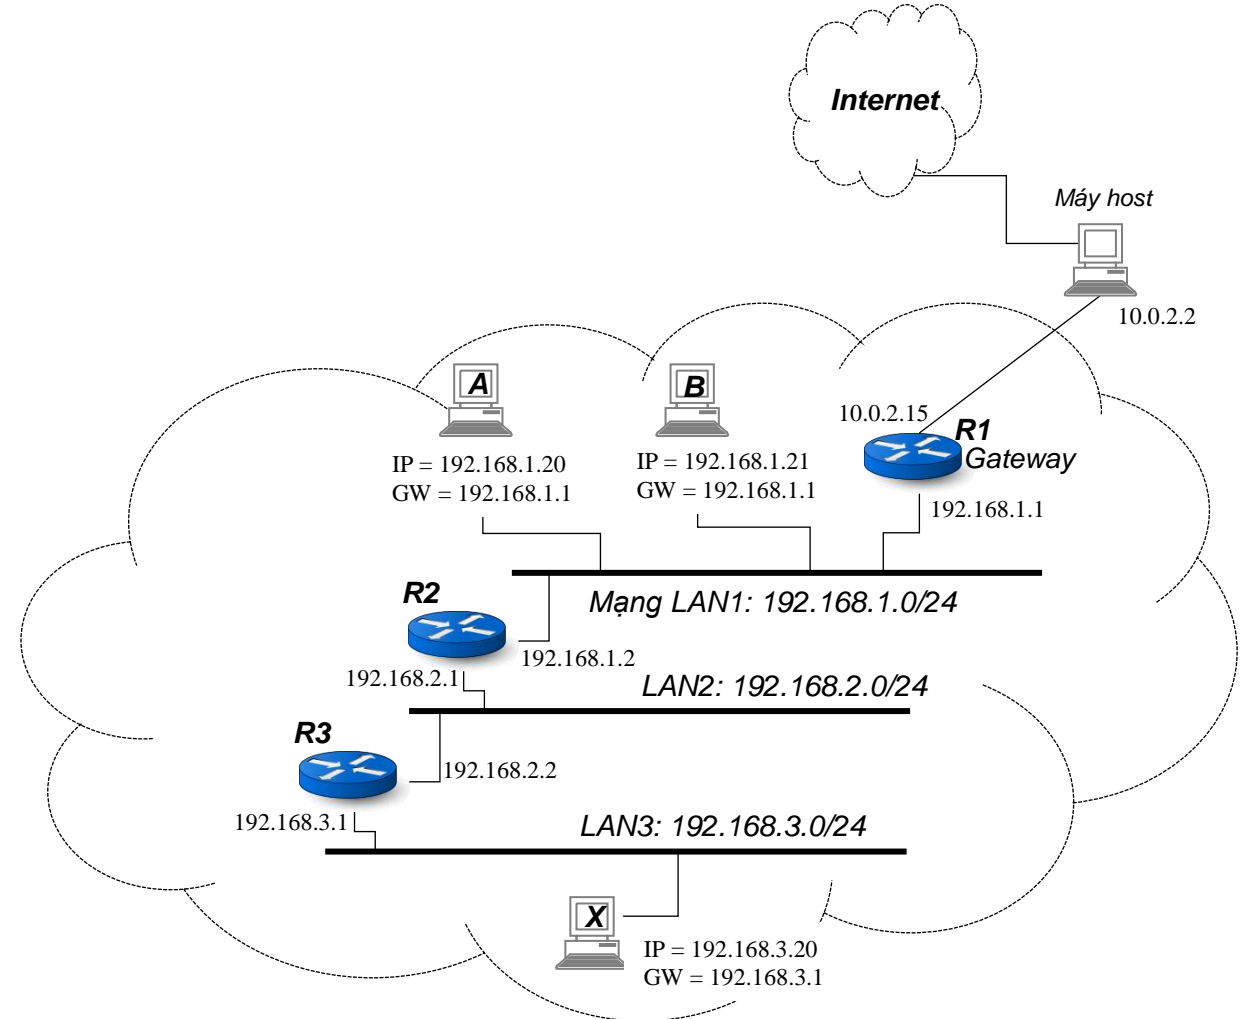 Internet
Máy host
10.0.2.2
A
B
10.0.2.15
R1
Gateway
IP = 192.168.1.20
GW = 192.168.1.1
IP = 192.168.1.21
GW = 192.168.1.1
192.168.1.1
R2
Mạng LAN1: 192.168.1.0/24
192.168.1.2
192.168.2.1
LAN2: 192.168.2.0/24
R3
192.168.2.2
192.168.3.1
LAN3: 192.168.3.0/24
X
IP = 192.168.3.20
GW = 192.168.3.1